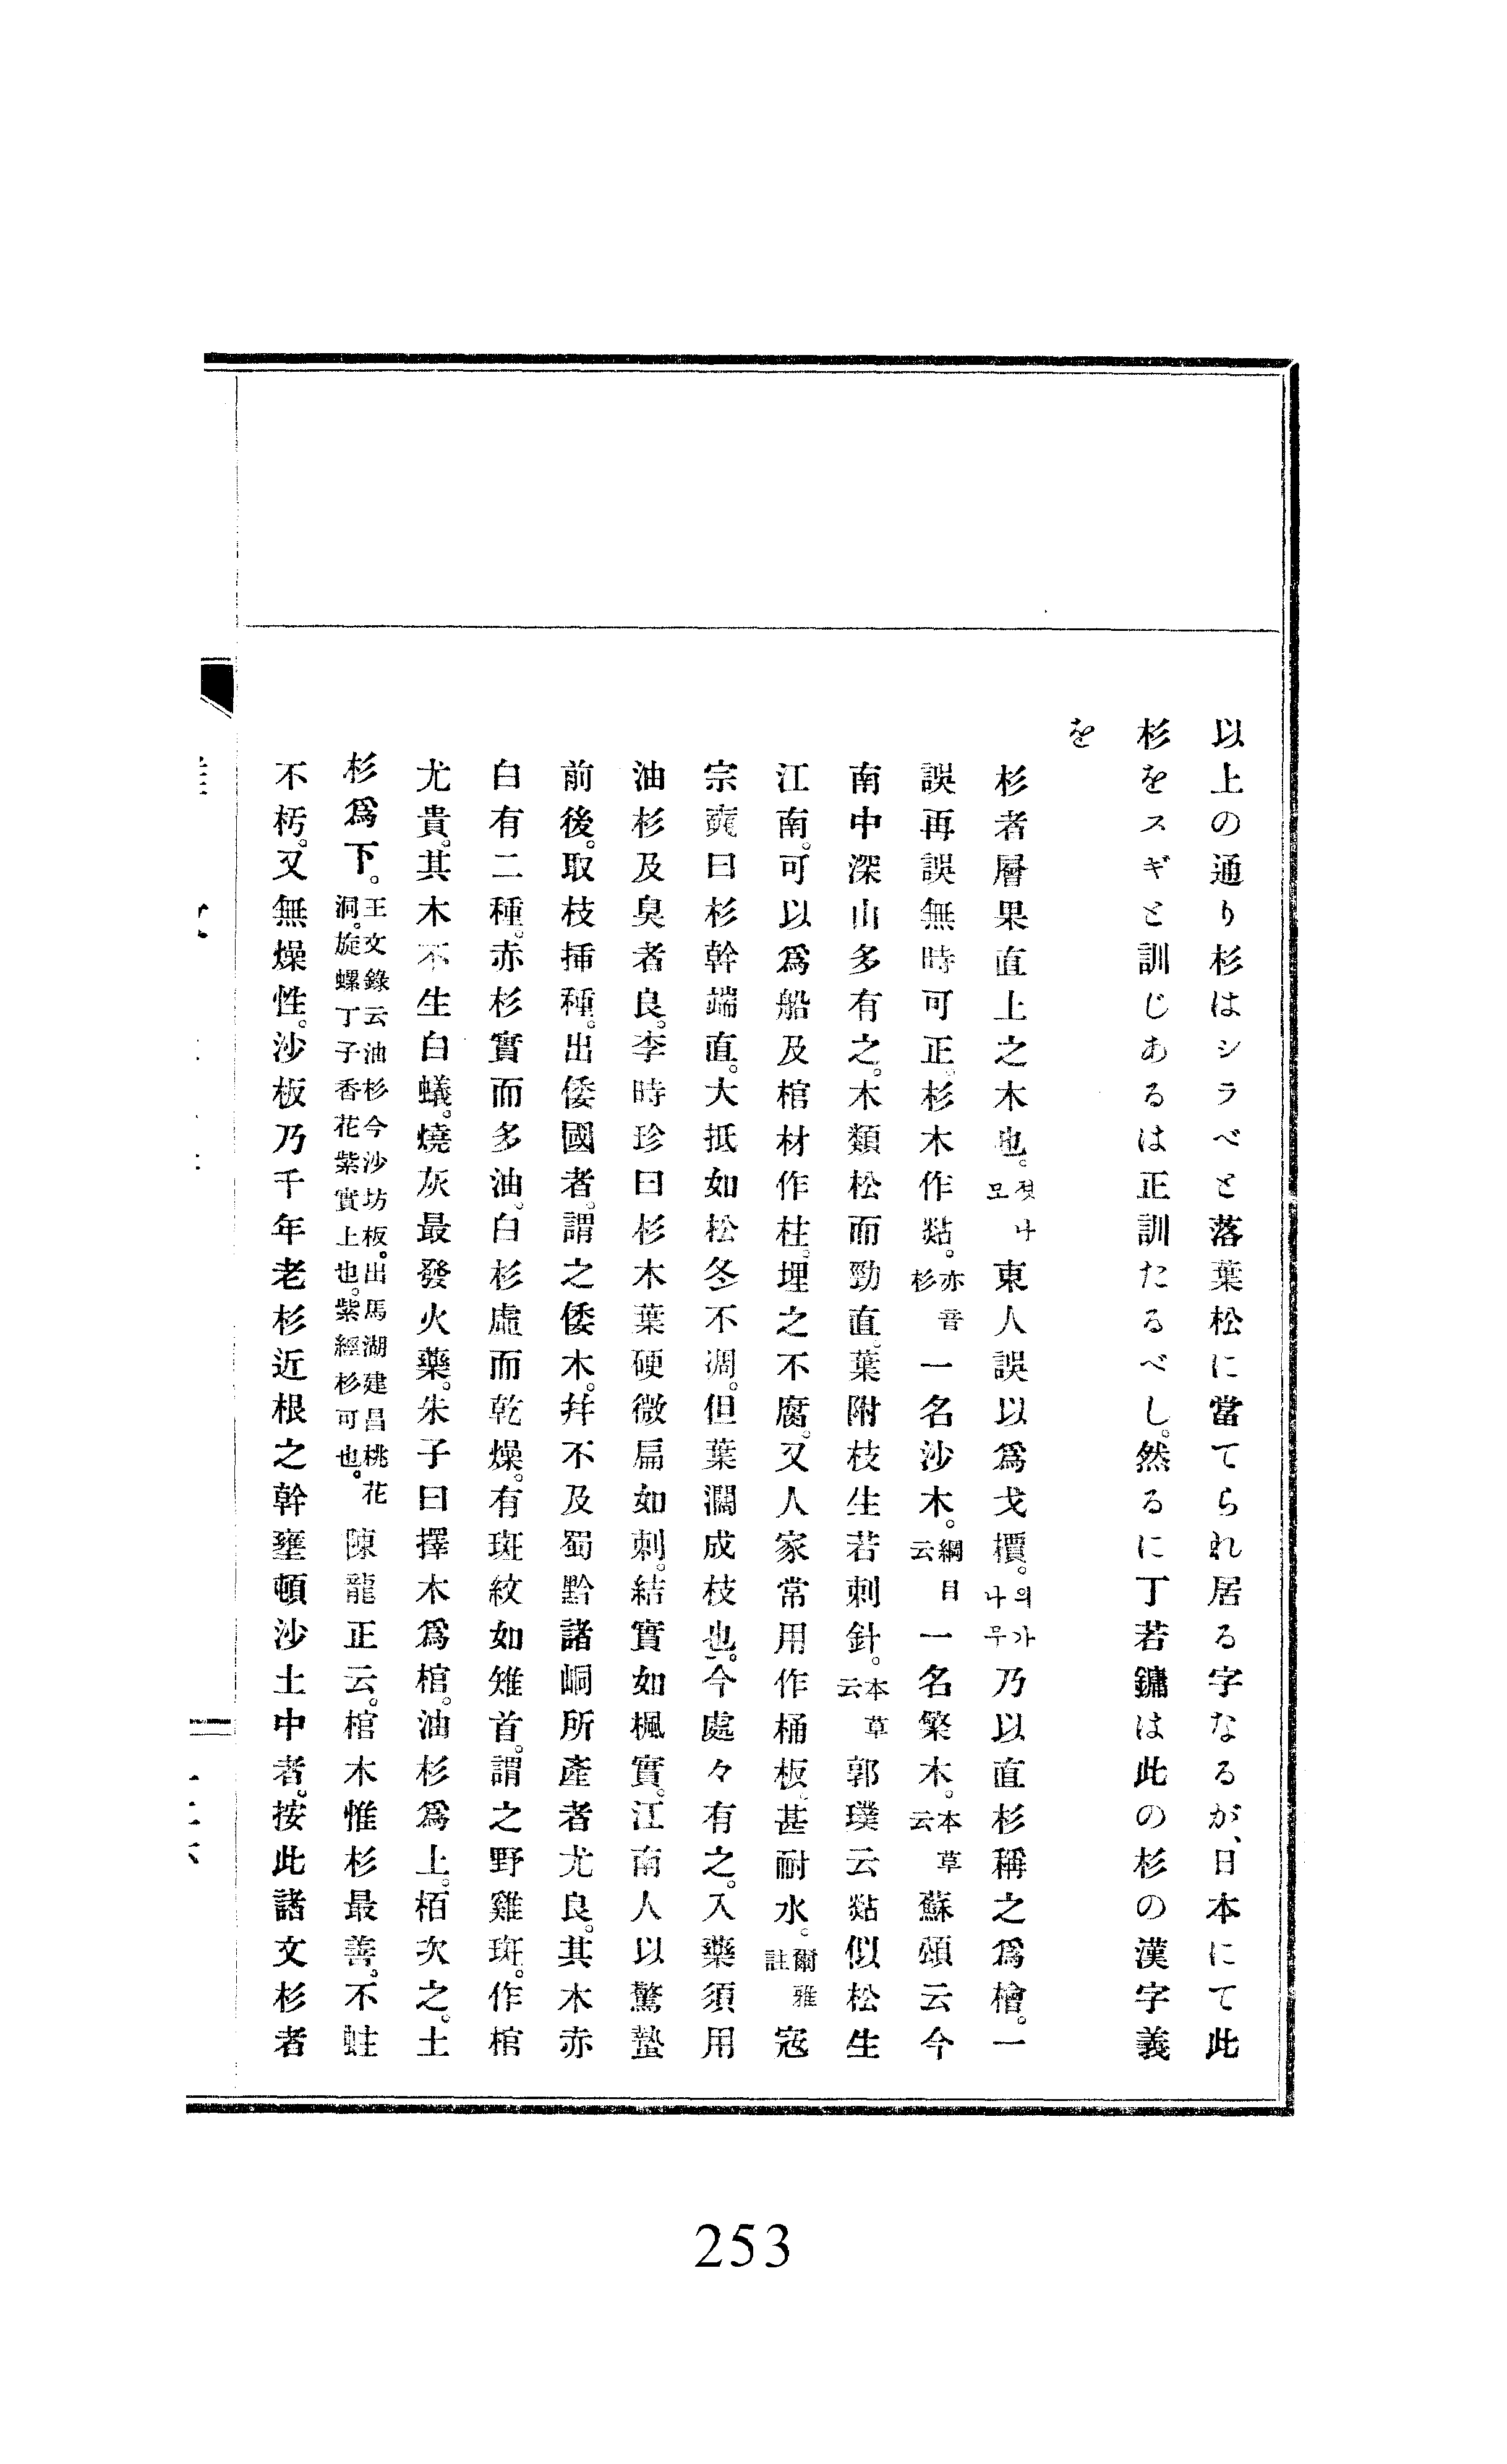 以上の通り杉はシラベと落葉松に當てられ居る字なるが、日本にて此
杉をスギと訓じあるは正訓たるべし。然るに丁若鏞は此の杉の漢字義
を
杉者層果直上之木也。젓나모東人誤以爲戈檟。의가나무乃以直杉稱之爲檜。一
誤再誤無時可正。杉木作㸃。亦音杉一名沙木。綱目云一名檠木。本草云蘇頌云今
南中深山多有之。木類松而勁直。葉附枝生若刺針。本草云郭璞云㸃似松生
江南。可以爲船及棺材作柱。埋之不腐。又人家常用作桶板。甚耐水。爾雅註寇
宗奭曰杉幹端直。大抵如松冬不凋。但葉濶成枝也。今處々有之。入藥須用
油杉及臭者良。李時珍曰杉木葉硬微扁如刺。結實如楓實。江南人以驚蟄
前後。取枝揷種。出倭國者。謂之倭木。幷不及蜀黔諸峒所產者尤良。其木赤
白有二種。赤杉實而多油。白杉虛而乾燥。有斑紋如雉首。謂之野雞斑。作棺
尤貴。其木不生白蟻。燒灰最發火藥。朱子曰擇木爲棺。油杉爲上。栢次之。土
杉爲下。王文錄云油杉今沙坊板。出馬湖建昌桃花洞。旋螺丁子香花紫實上也。紫經杉可也。陳龍正云。棺木惟杉最善。不蛀
不朽。又無燥性。沙板乃千年老杉近根之幹壅頓沙土中者。按此諸文杉者
253